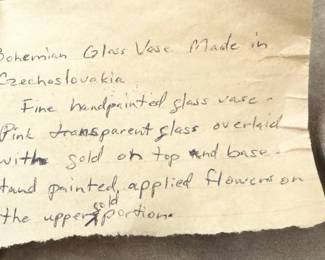 Bohemian Glass Vase Made in
Czechoslovakia
Fine handpainted glass vase.
Pink transparent glass overlaid
with gold on top and base.
Hand painted, applied flowers on
the upper gold portion.